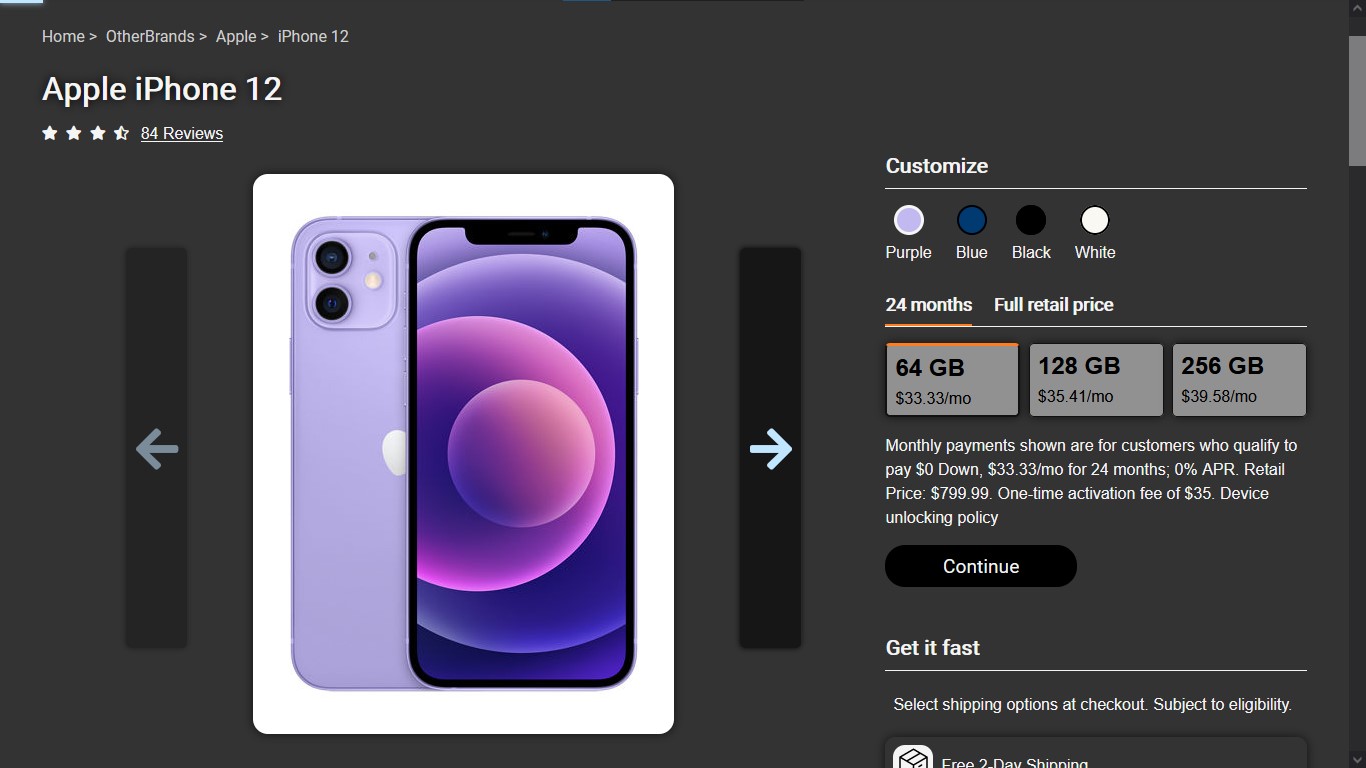 Home > OtherBrands > Apple > iPhone 12
Apple iPhone 12
84 Reviews
Customize
Purple Blue Black White
24 months Full retail price
64 GB 128 GB 256 GB
$33.33/mo $35.41/mo $39.58/mo
Monthly payments shown are for customers who qualify to
pay $0 Down, $33.33/mo for 24 months; 0% APR. Retail
Price: $799.99. One-time activation fee of $35. Device
unlocking policy
Continue
Get it fast
Select shipping options at checkout. Subject to eligibility.
Free 2-Day Shipping